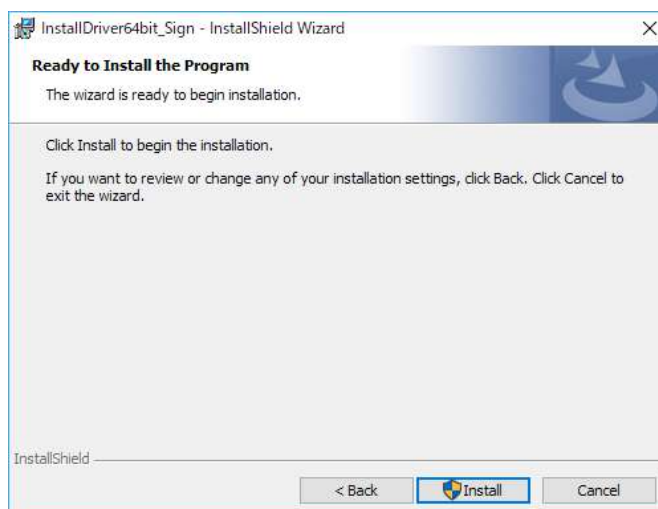 InstallDriver64bit_Sign - InstallShield Wizard
Ready to Install the Program
The wizard is ready to begin installation.
Click Install to begin the installation.
If you want to review or change any of your installation settings, click Back. Click Cancel to
exit the wizard.
InstallShield
< Back
Install
Cancel